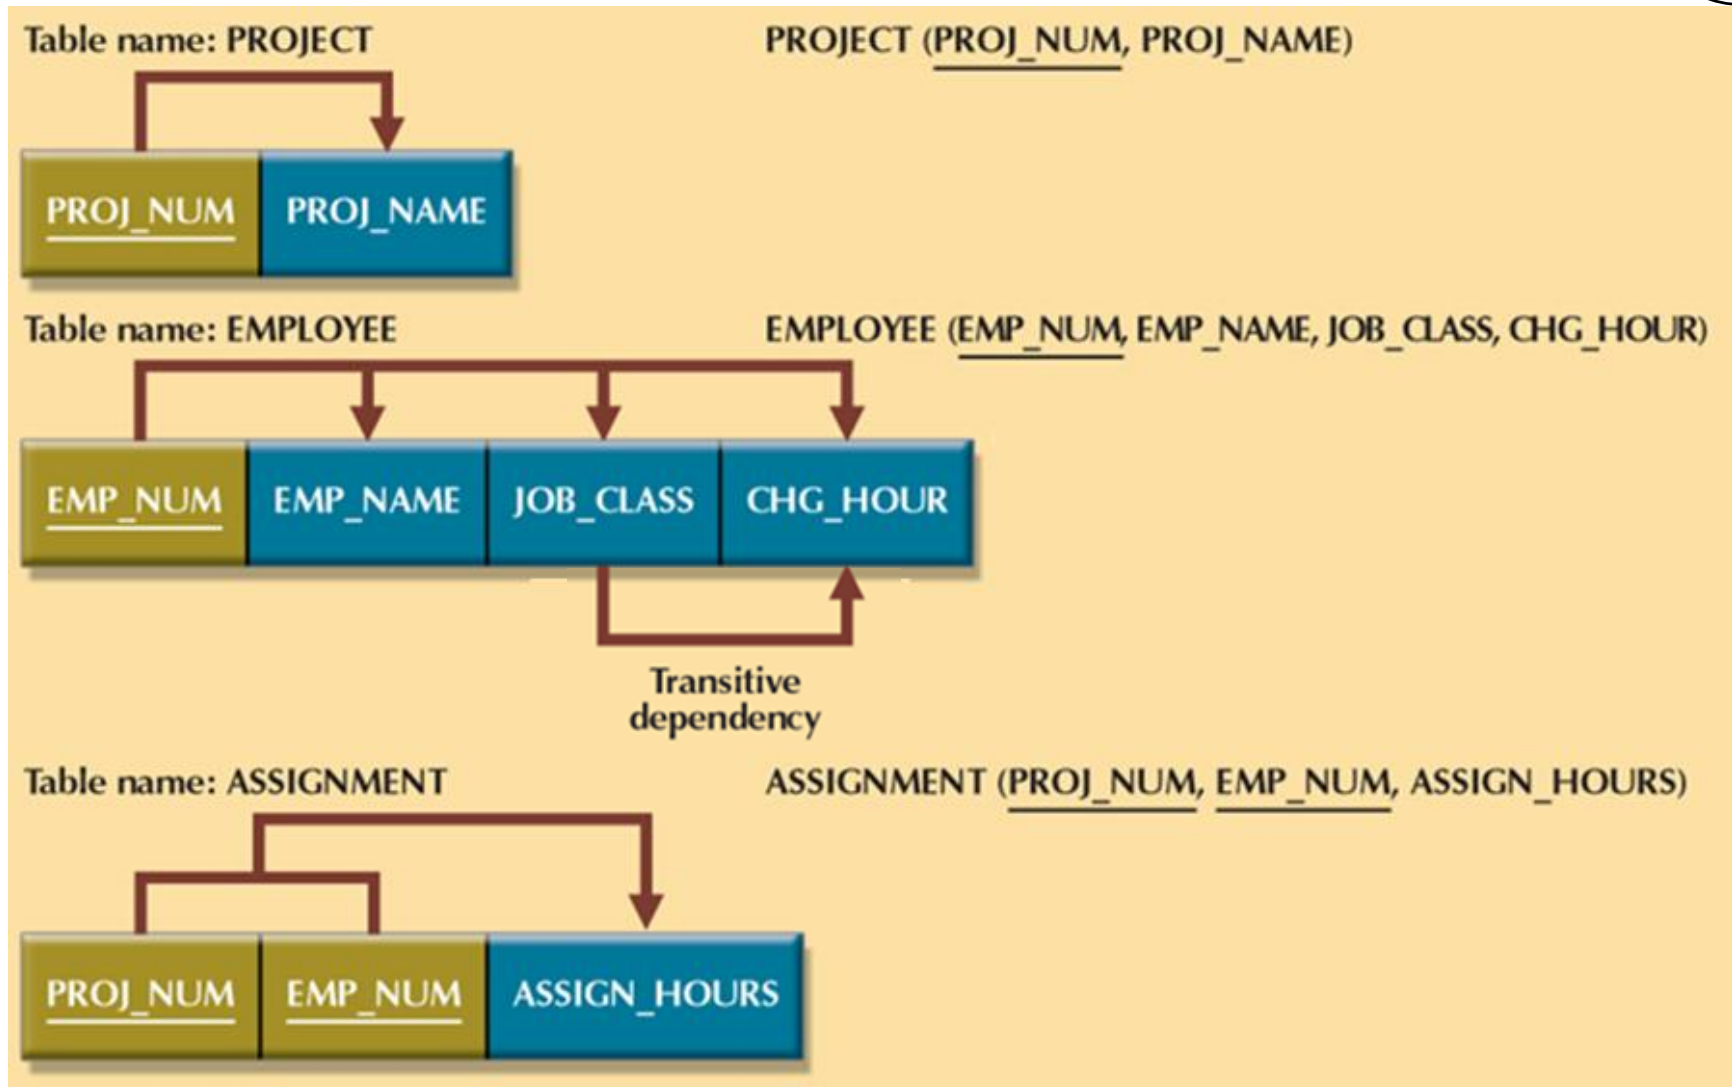 Table name: PROJECT
PROJECT (PROJ_NUM, PROJ_NAME)
PROJ_NUM
PROJ_NAME
Table name: EMPLOYEE
EMPLOYEE (EMP_NUM, EMP_NAME, JOB_CLASS, CHG_HOUR)
EMP_NUM
EMP_NAME
JOB_CLASS
CHG_HOUR
Transitive
dependency
Table name: ASSIGNMENT
ASSIGNMENT (PROJ_NUM, EMP_NUM, ASSIGN_HOURS)
PROJ_NUM
EMP_NUM
ASSIGN_HOURS